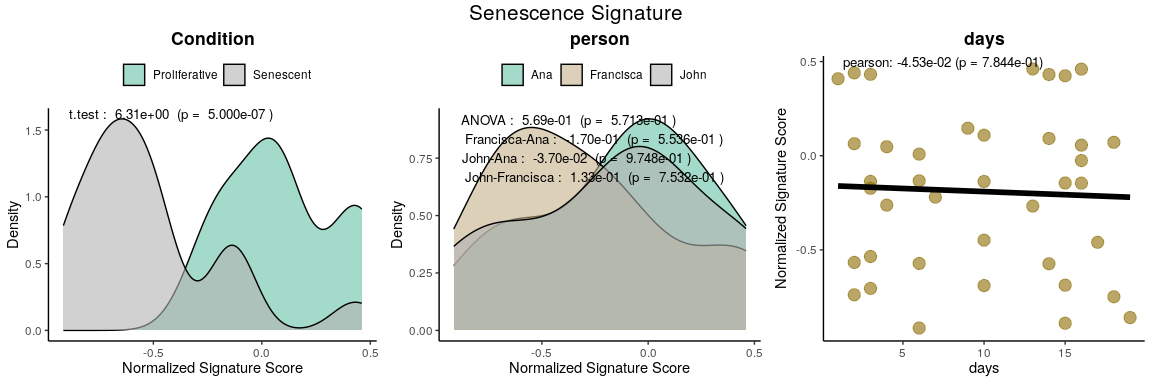 Senescence Signature
Condition
Proliferative Senescent
t.test : 6.31e+00 (p = 5.000e-07 )
1.5
1.0
0.5
0.0
Density
-0.5 0.0 0.5
Normalized Signature Score
person
Ana Francisca John
ANOVA : 5.69e-01 (p = 5.713e-01 )
Francisca-Ana : -1.70e-01 (p = 5.536e-01 )
John-Ana : -3.70e-02 (p = 9.748e-01 )
John-Francisca : 1.33e-01 (p = 7.532e-01 )
0.75
0.50
0.25
0.00
Density
-0.5 0.0 0.5
Normalized Signature Score
days
pearson: -4.53e-02 (p = 7.844e-01)
0.5
0.0
-0.5
Normalized Signature Score
5 10 15
days